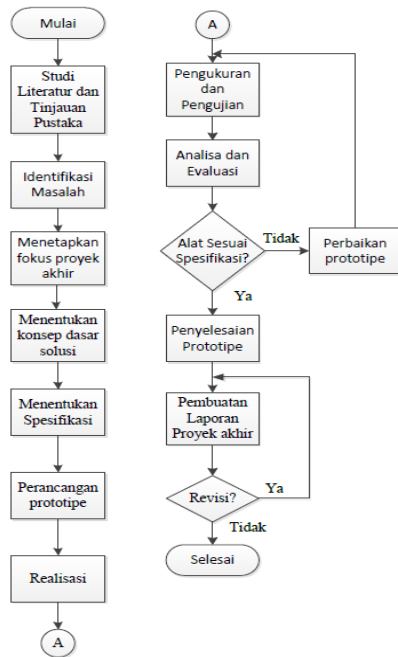 Mulai
Studi
Literatur dan
Tinjauan
Pustaka
Identifikasi
Masalah
Menetapkan
fokus proyek
akhir
Menentukan
konsep dasar
solusi
Menentukan
Spesifikasi
Perancangan
prototipe
Realisasi
A
A
Pengukuran
dan
Pengujian
Analisa dan
Evaluasi
Alat Sesuai
Spesifikasi?
Tidak
Perbaikan
prototipe
Ya
Penyelesaian
Prototipe
Pembuatan
Laporan
Proyek akhir
Revisi?
Ya
Tidak
Selesai